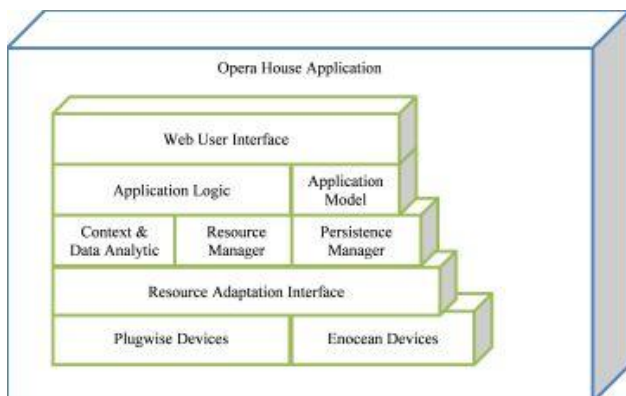 Opera House Application
Web User Interface
Application Logic
Application
Model
Context &
Data Analytic
Resource
Manager
Persistence
Manager
Resource Adaptation Interface
Plugwise Devices
Enocean Devices